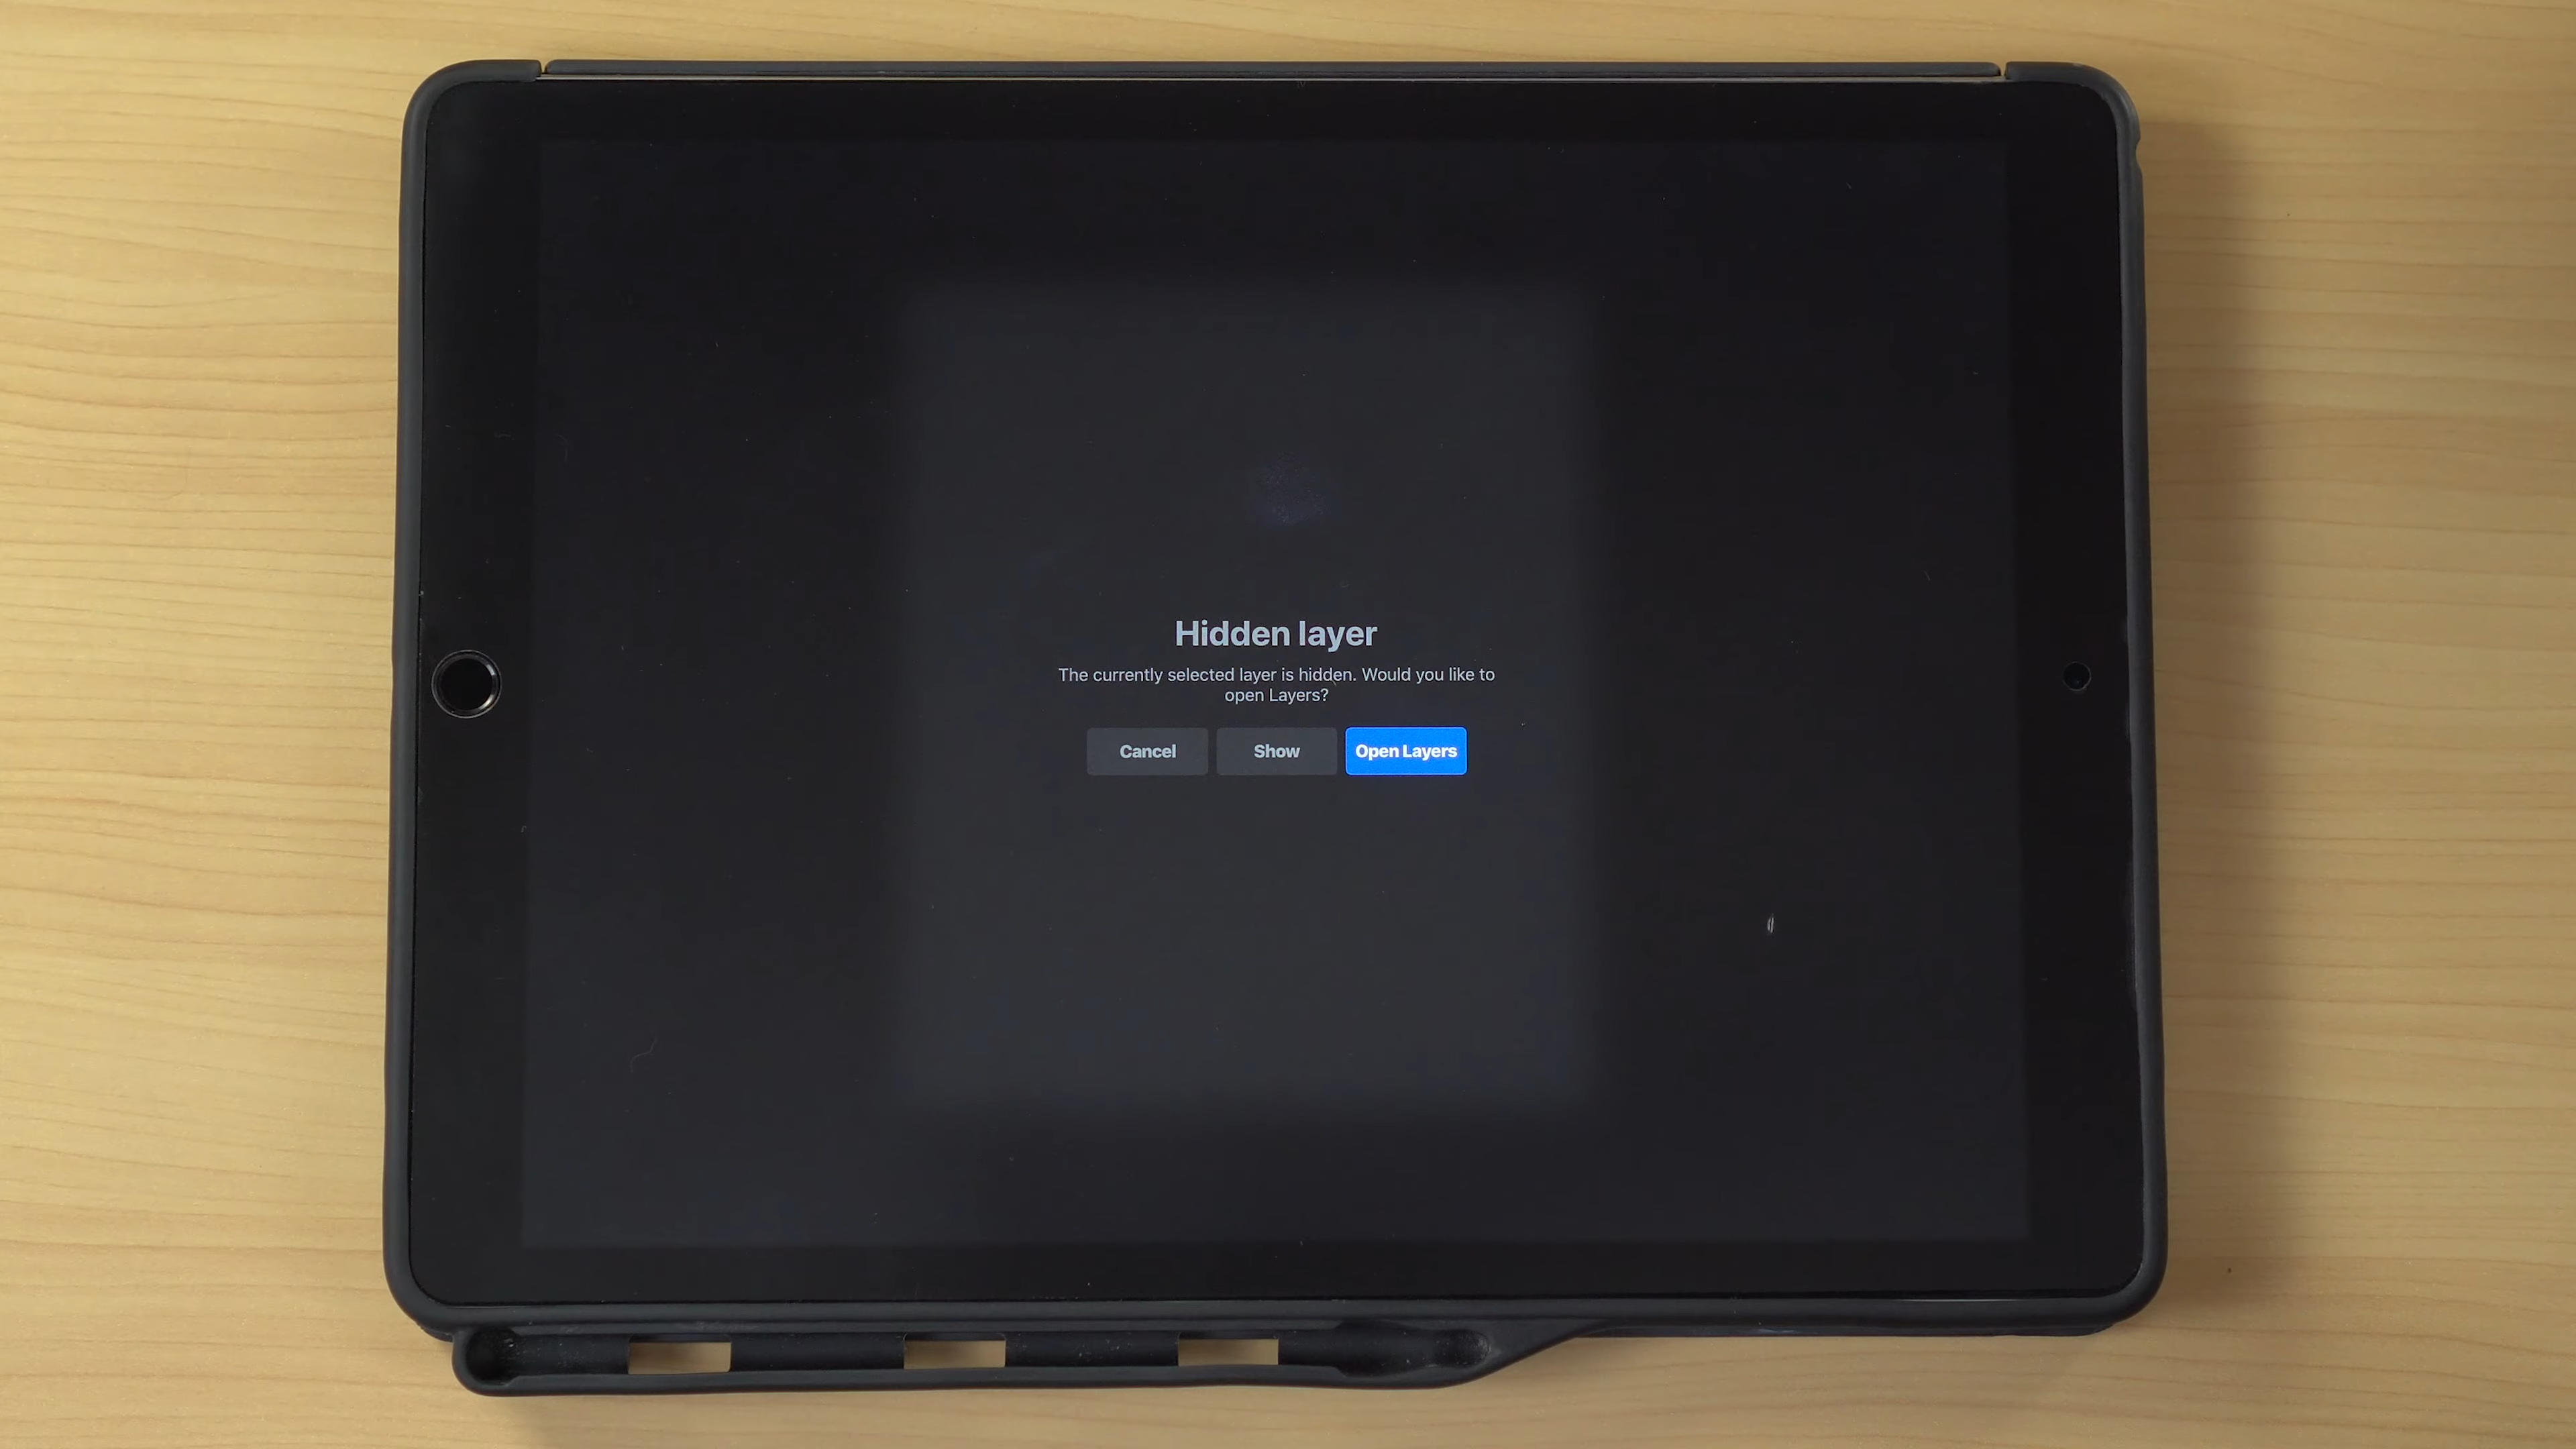 Hidden layer
The currently selected layer is hidden. Would you like to
open Layers?
Cancel
Show
Open Layers